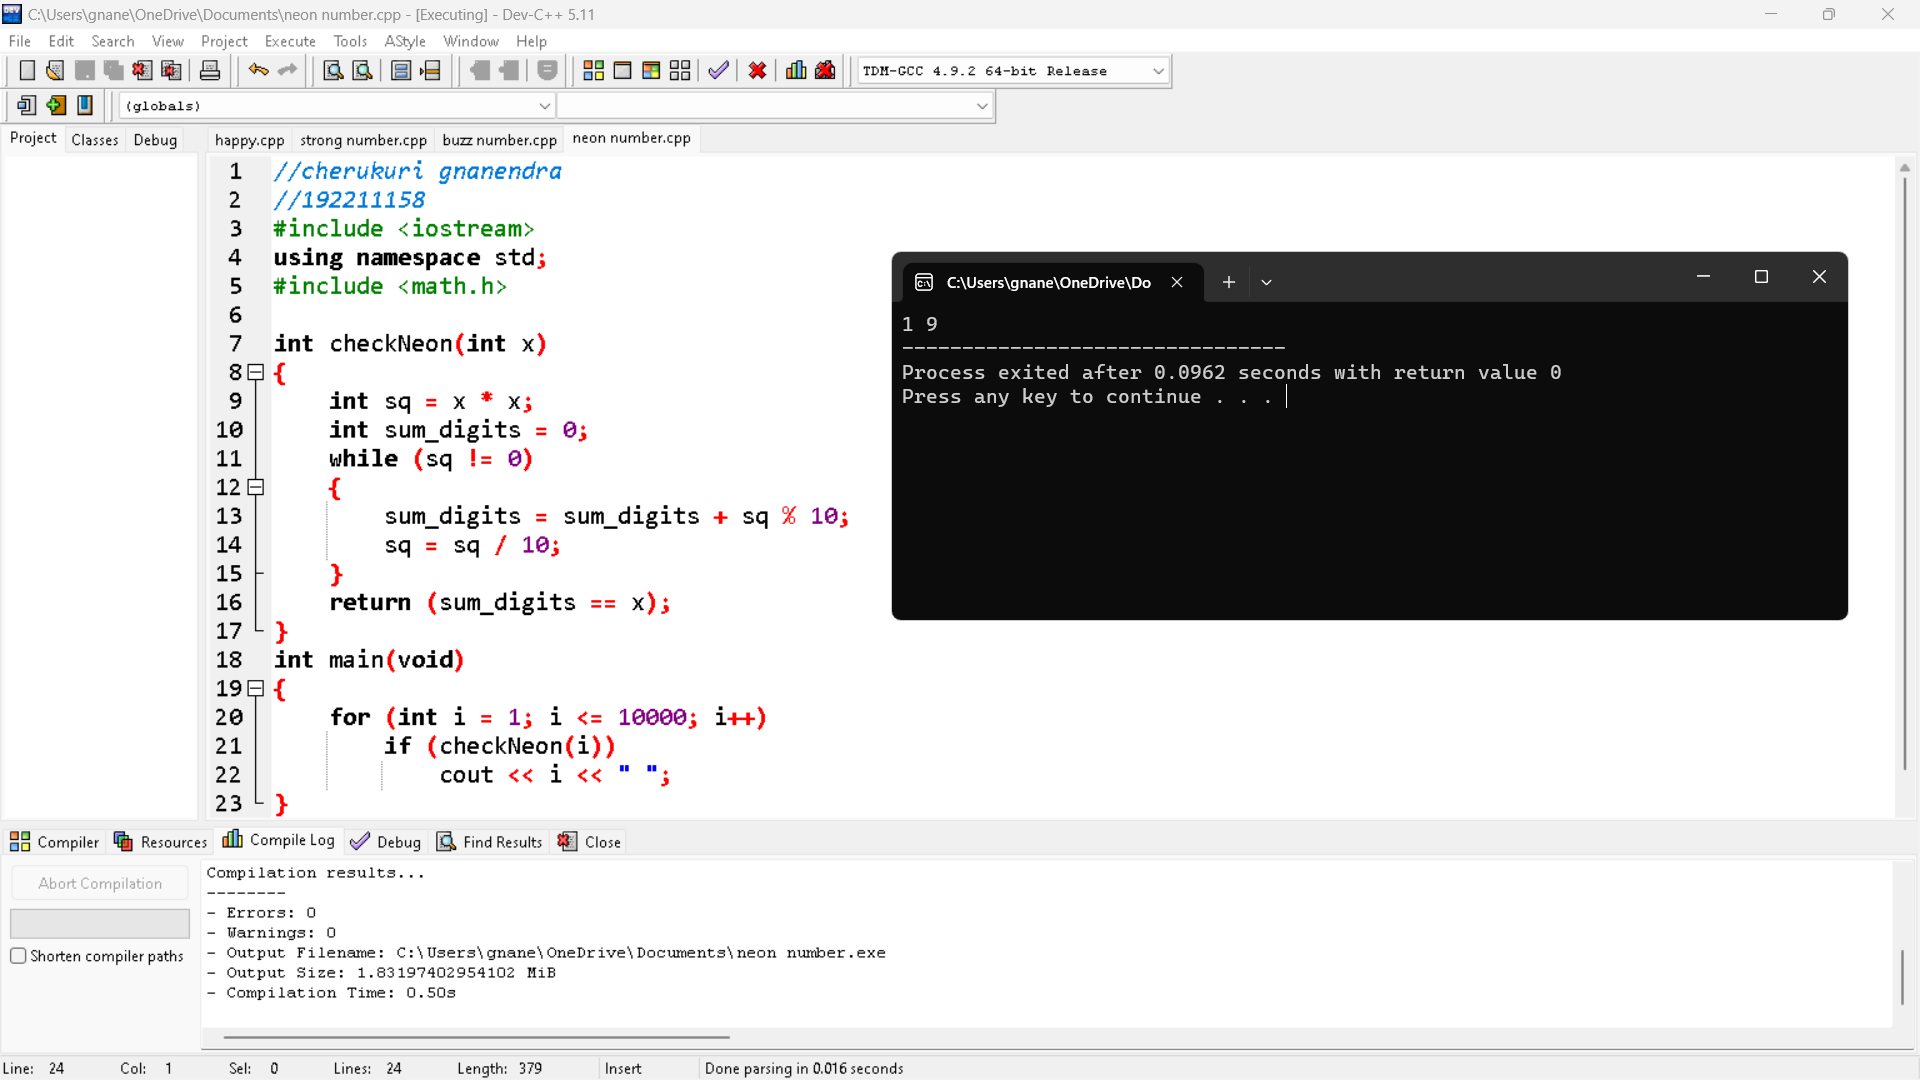 C:\Users\gnane\OneDrive\Documents\neon number.cpp - [Executing] - Dev-C++ 5.11
File Edit Search View Project Execute Tools AStyle Window Help
TDM-GCC 4.9.2 64-bit Release
(globals)
Project Classes Debug
happy.cpp strong number.cpp buzz number.cpp neon number.cpp
1 //cherukuri gnanendra
2 //192211158
3 #include <iostream>
4 using namespace std;
5 #include <math.h>
6
7 int checkNeon(int x)
8 {
9 int sq = x * x;
10 int sum_digits = 0;
11 while (sq != 0)
12 {
13 sum_digits = sum_digits + sq % 10;
14 sq = sq / 10;
15 }
16 return (sum_digits == x);
17 }
18 int main(void)
19 {
20 for (int i = 1; i <= 10000; i++)
21 if (checkNeon(i))
22 cout << i << " ";
23 }
C:\Users\gnane\OneDrive\Do
1 9
--------------------------------
Process exited after 0.0962 seconds with return value 0
Press any key to continue . . .
Compiler Resources Compile Log Debug Find Results Close
Abort Compilation
Shorten compiler paths
Compilation results...
--------
- Errors: 0
- Warnings: 0
- Output Filename: C:\Users\gnane\OneDrive\Documents\neon number.exe
- Output Size: 1.83197402954102 MiB
- Compilation Time: 0.50s
Line: 24 Col: 1 Sel: 0 Lines: 24 Length: 379 Insert Done parsing in 0.016 seconds